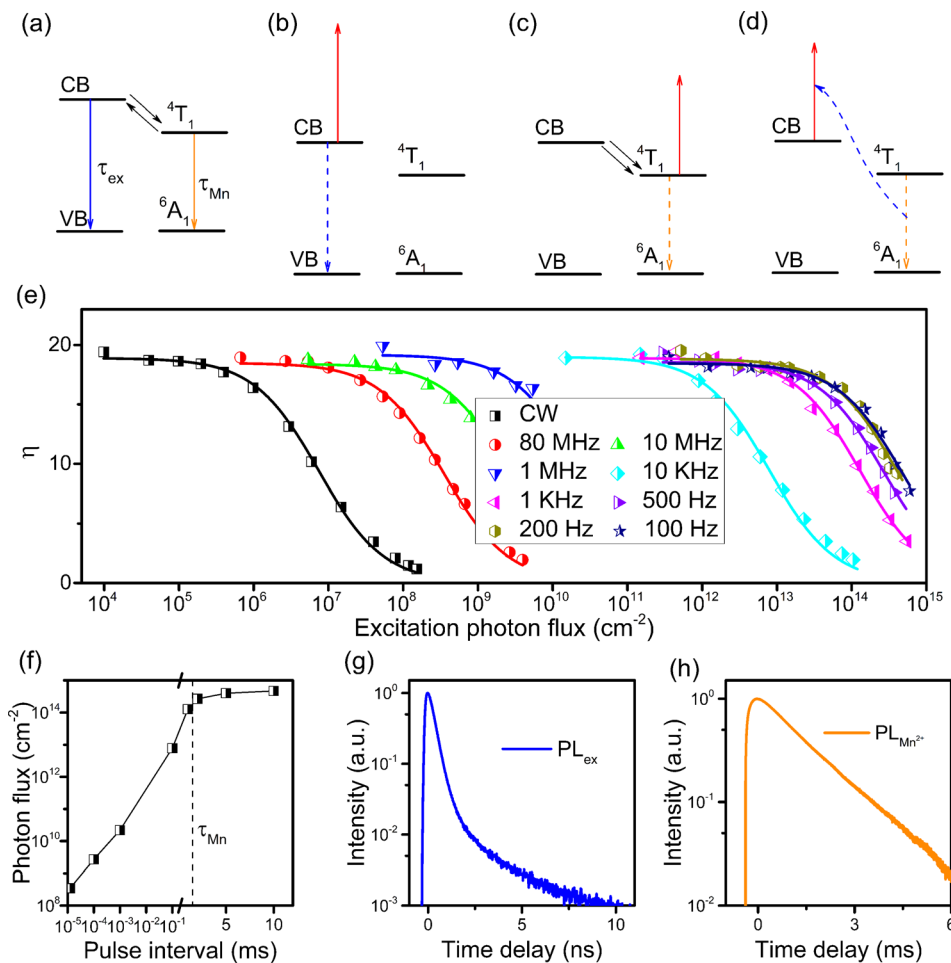 (a)
CB
⁴T₁
τex
τMn
VB
⁶A₁
(b)
CB
⁴T₁
VB
⁶A₁
(c)
CB
⁴T₁
VB
⁶A₁
(d)
CB
⁴T₁
VB
⁶A₁
(e)
η
20
10
0
CW
80 MHz
10 MHz
1 MHz
10 KHz
1 KHz
500 Hz
200 Hz
100 Hz
10⁴ 10⁵ 10⁶ 10⁷ 10⁸ 10⁹ 10¹⁰ 10¹¹ 10¹² 10¹³ 10¹⁴ 10¹⁵
Excitation photon flux (cm⁻²)
(f)
Photon flux (cm⁻²)
10¹⁴
10¹²
10¹⁰
10⁸
τMn
10⁻⁵ 10⁻⁴ 10⁻³ 10⁻² 10⁻¹ 5 10
Pulse interval (ms)
(g)
Intensity (a.u.)
10⁰
10⁻¹
10⁻²
10⁻³
PLex
0 5 10
Time delay (ns)
(h)
Intensity (a.u.)
10⁰
10⁻¹
10⁻²
PLMn²⁺
0 3 6
Time delay (ms)